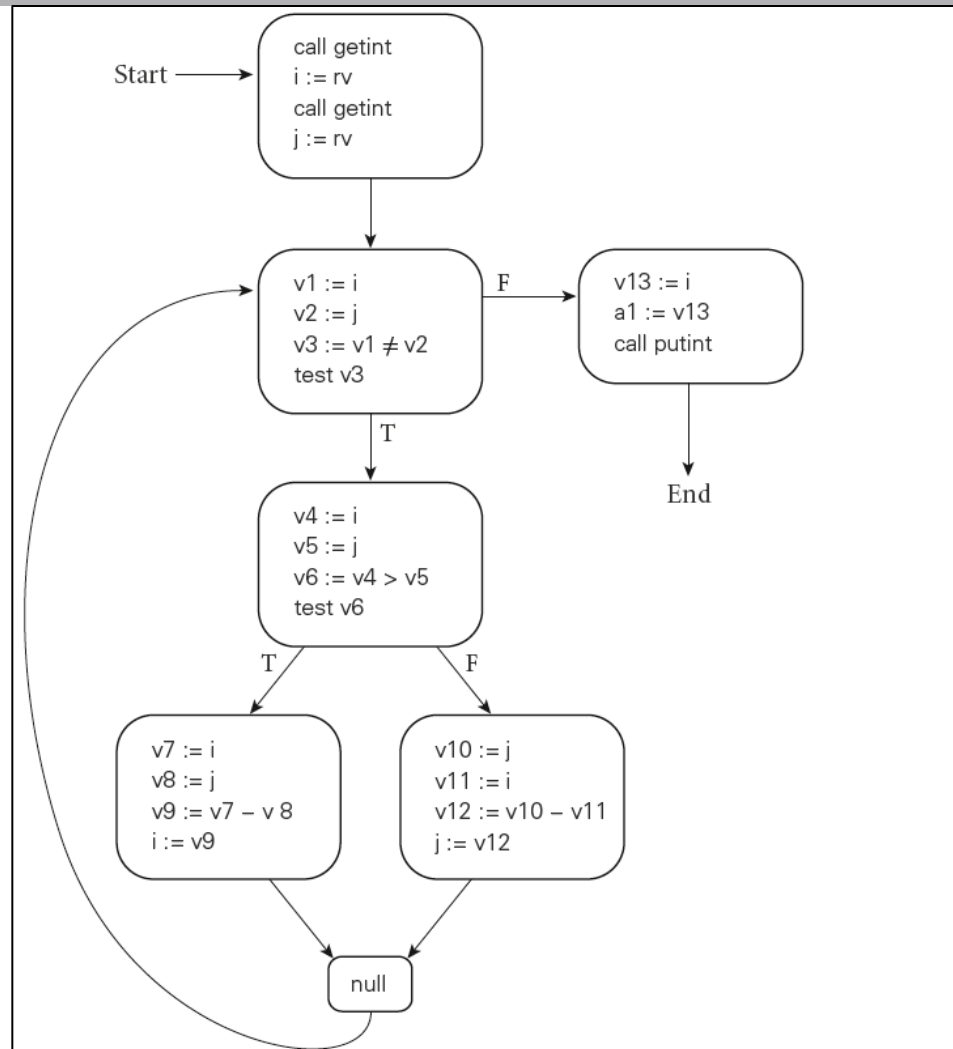 call getint
Start
i := rv
call getint
j := rv
v1 := i
v2 := j
v3 := v1 ≠ v2
test v3
F
v13 := i
a1 := v13
call putint
T
End
v4 := i
v5 := j
v6 := v4 > v5
test v6
T
F
v7 := i
v8 := j
v9 := v7 – v 8
i := v9
v10 := j
v11 := i
v12 := v10 – v11
j := v12
null